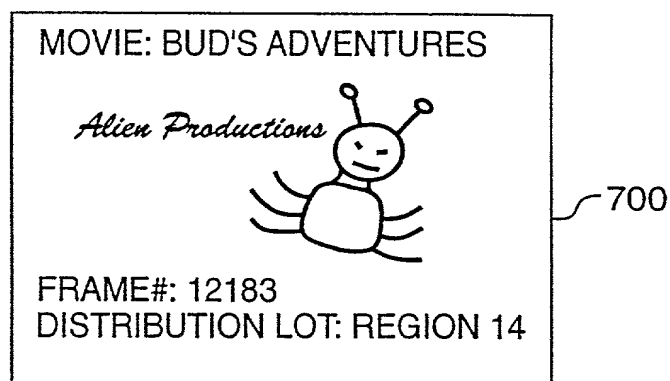 MOVIE: BUD'S ADVENTURES
Alien Productions
700
FRAME#: 12183
DISTRIBUTION LOT: REGION 14